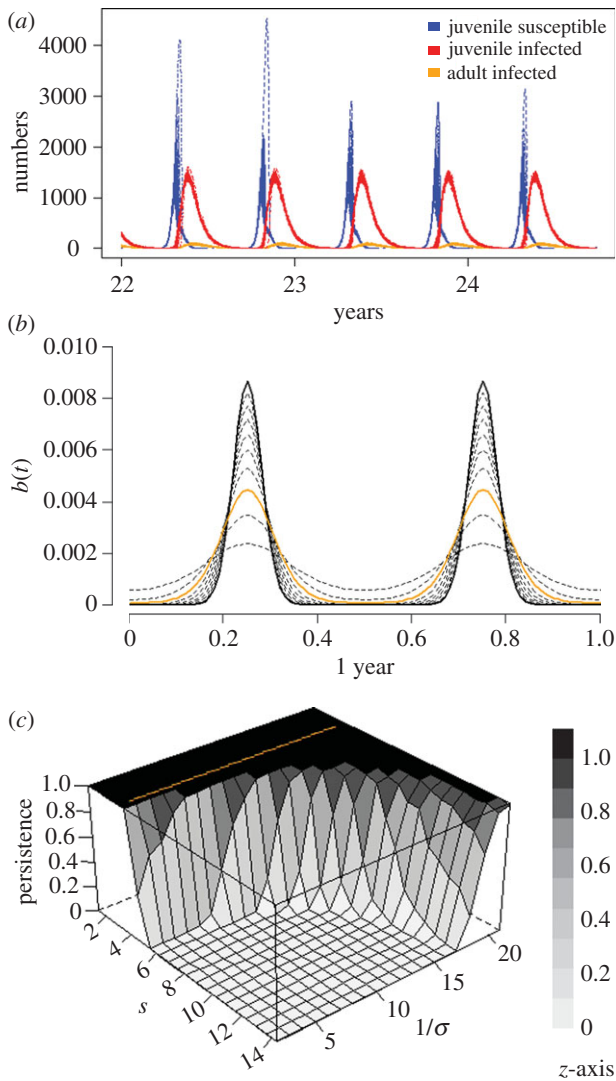 (a)
juvenile susceptible
juvenile infected
adult infected
4000
3000
2000
1000
0
numbers
22 23 24
years
(b)
0.010
0.008
0.006
0.004
0.002
0
b(t)
0 0.2 0.4 0.6 0.8 1.0
1 year
(c)
1.0
0.8
0.6
0.4
0.2
0
persistence
2
4
6
8
10
12
14
s
5
10
15
20
1/σ
1.0
0.8
0.6
0.4
0.2
0
z-axis